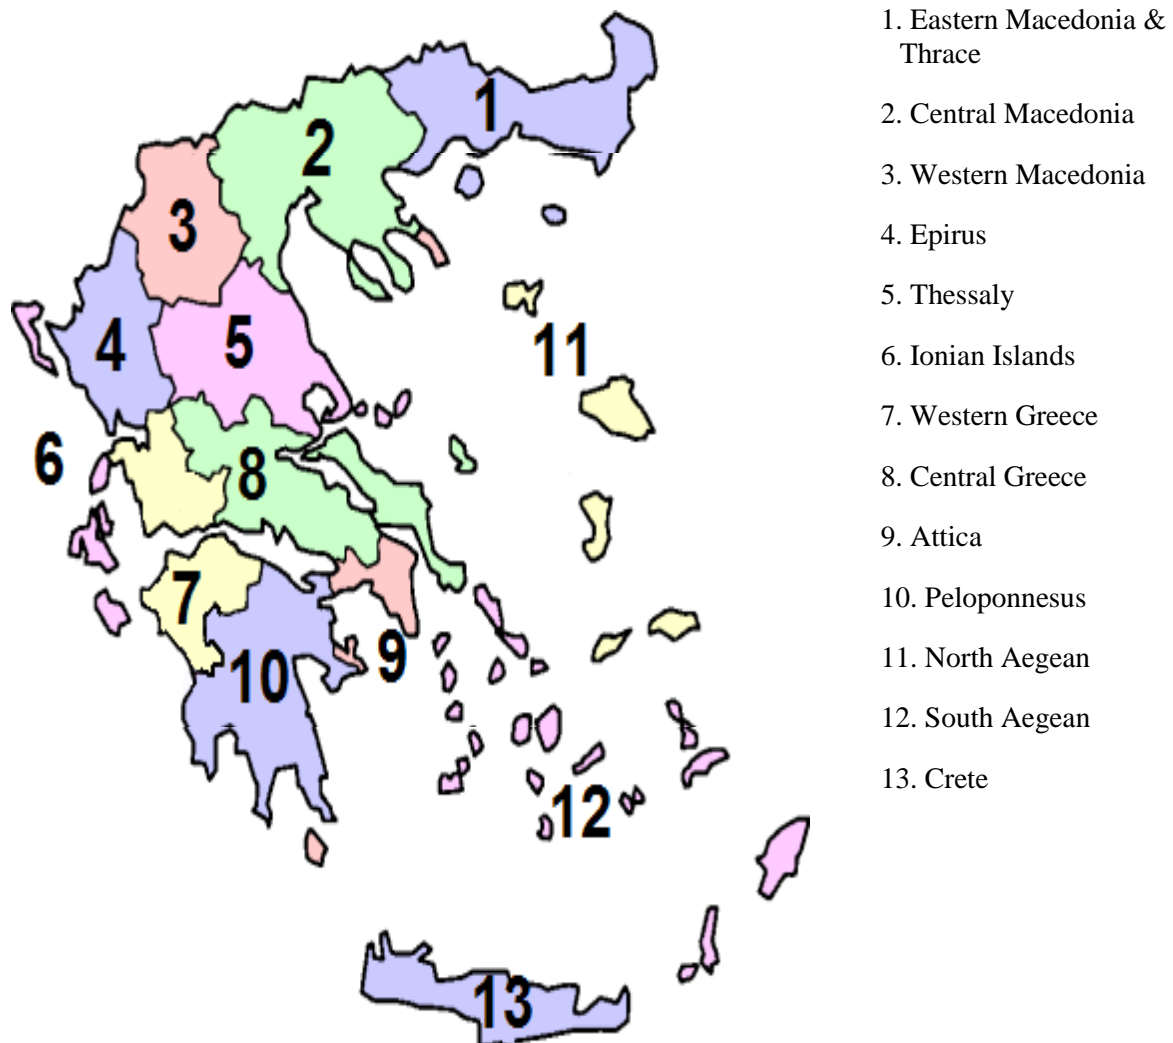 1. Eastern Macedonia &
Thrace
2. Central Macedonia
3. Western Macedonia
4. Epirus
5. Thessaly
6. Ionian Islands
7. Western Greece
8. Central Greece
9. Attica
10. Peloponnesus
11. North Aegean
12. South Aegean
13. Crete
1
2
3
4
5
11
6
8
7
9
10
12
13